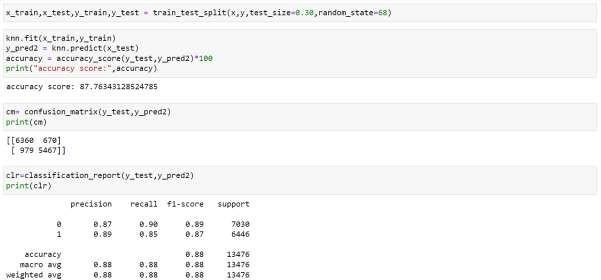 x_train,x_test,y_train,y_test = train_test_split(x,y,test_size=0.30,random_state=68)
knn.fit(x_train,y_train)
y_pred2 = knn.predict(x_test)
accuracy = accuracy_score(y_test,y_pred2)*100
print("accuracy score:",accuracy)
accuracy score: 87.76343128524785
cm= confusion_matrix(y_test,y_pred2)
print(cm)
[[6360  670]
 [ 979 5467]]
clr=classification_report(y_test,y_pred2)
print(clr)
precision recall f1-score support
0 0.87 0.90 0.89 7030
1 0.89 0.85 0.87 6446
accuracy 0.88 13476
macro avg 0.88 0.88 0.88 13476
weighted avg 0.88 0.88 0.88 13476